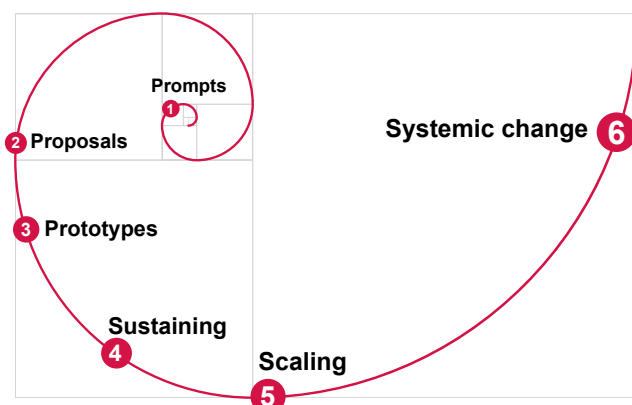 Prompts
1
2 Proposals
3 Prototypes
Sustaining
4
Scaling
5
Systemic change 6